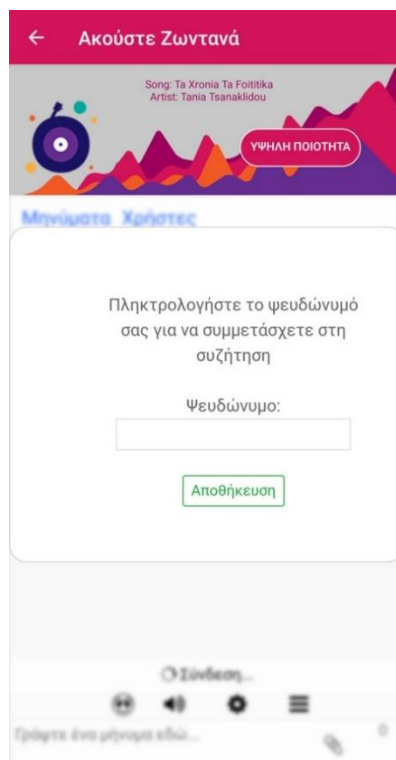 Ακούστε Ζωντανά
Song: Ta Xronia Ta Foititika
Artist: Tania Tsanaklidou
ΥΨΗΛΗ ΠΟΙΟΤΗΤΑ
Μηνύματα Χρήστες
Πληκτρολογήστε το ψευδώνυμό
σας για να συμμετάσχετε στη
συζήτηση
Ψευδώνυμο:
Αποθήκευση
Σύνδεση...
Γράψτε ένα μήνυμα εδώ...
0